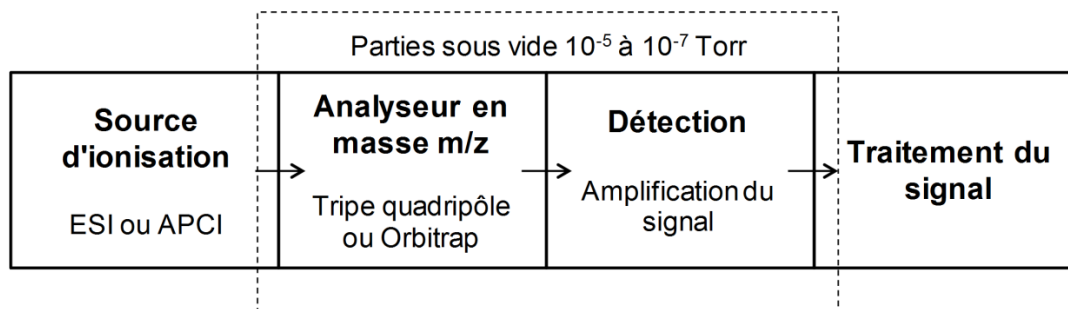 Parties sous vide 10⁻⁵ à 10⁻⁷ Torr
Source
d'ionisation
ESI ou APCI
Analyseur en
masse m/z
Tripe quadripôle
ou Orbitrap
Détection
Amplification du
signal
Traitement du
signal